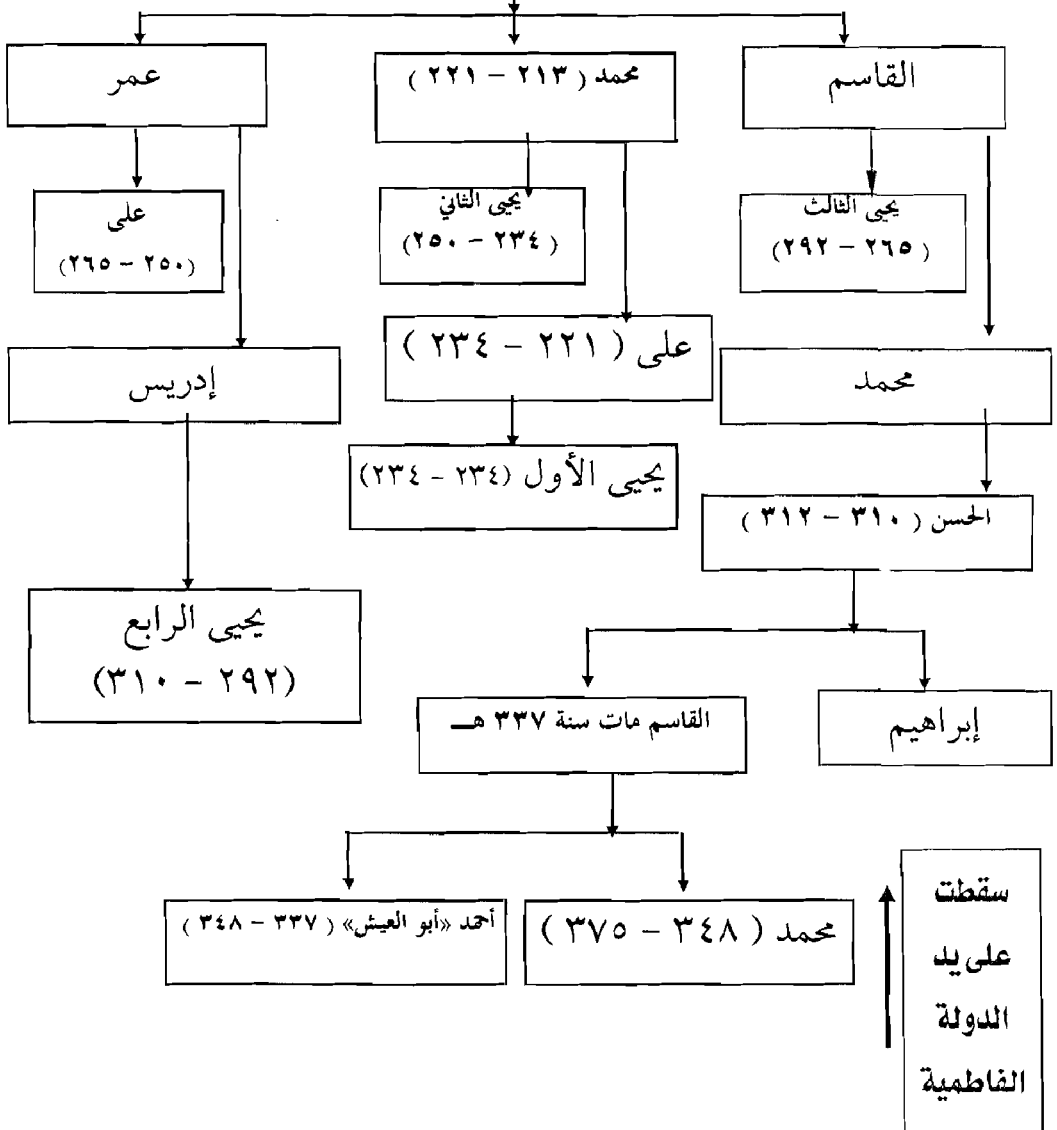 القاسم
محمد ( ٢١٣ – ٢٢١ )
عمر
يحيى الثالث
( ٢٦٥ – ٢٩٢)
يحيى الثاني
( ٢٣٤ – ٢٥٠)
على
(٢٥٠ – ٢٦٥)
على ( ٢٢١ – ٢٣٤ )
محمد
إدريس
يحيى الأول (٢٣٤ – ٢٣٤)
الحسن ( ٣١٠ – ٣١٢ )
يحيى الرابع
(٢٩٢ – ٣١٠)
إبراهيم
القاسم مات سنة ٣٣٧ هـــ
محمد ( ٣٤٨ – ٣٧٥ )
أحمد «أبو العيش» ( ٣٣٧ – ٣٤٨ )
سقطت
على يد
الدولة
الفاطمية